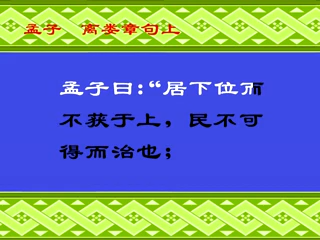 孟子　离娄章句上
孟子曰:“居下位而
不获于上，民不可
得而治也；